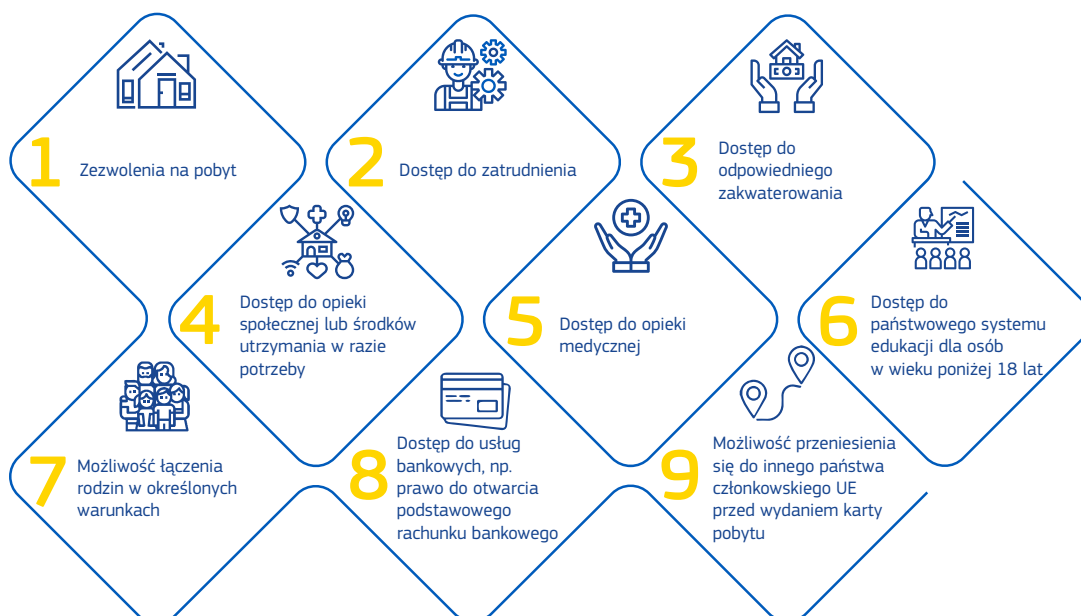 1
Zezwolenia na pobyt
2
Dostęp do zatrudnienia
3
Dostęp do
odpowiedniego
zakwaterowania
4
Dostęp do opieki
społecznej lub środków
utrzymania w razie
potrzeby
5
Dostęp do opieki
medycznej
6
Dostęp do
państwowego systemu
edukacji dla osób
w wieku poniżej 18 lat
7
Możliwość łączenia
rodzin w określonych
warunkach
8
Dostęp do usług
bankowych, np.
prawo do otwarcia
podstawowego
rachunku bankowego
9
Możliwość przeniesienia
się do innego państwa
członkowskiego UE
przed wydaniem karty
pobytu